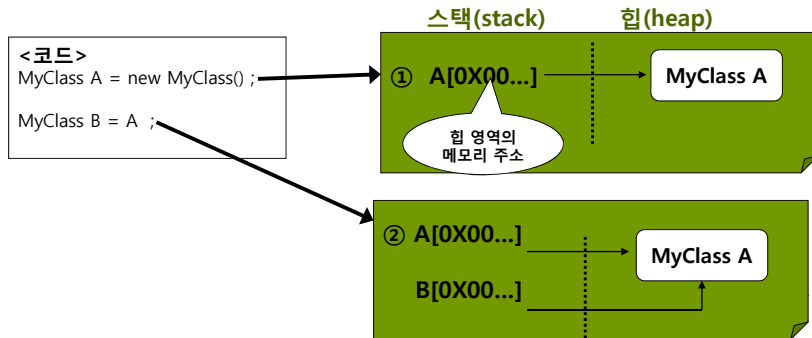 스택(stack) 힙(heap)
<코드>
MyClass A = new MyClass() ;
MyClass B = A ;
① A[0X00...] MyClass A
힙 영역의
메모리 주소
② A[0X00...]
MyClass A
B[0X00...]